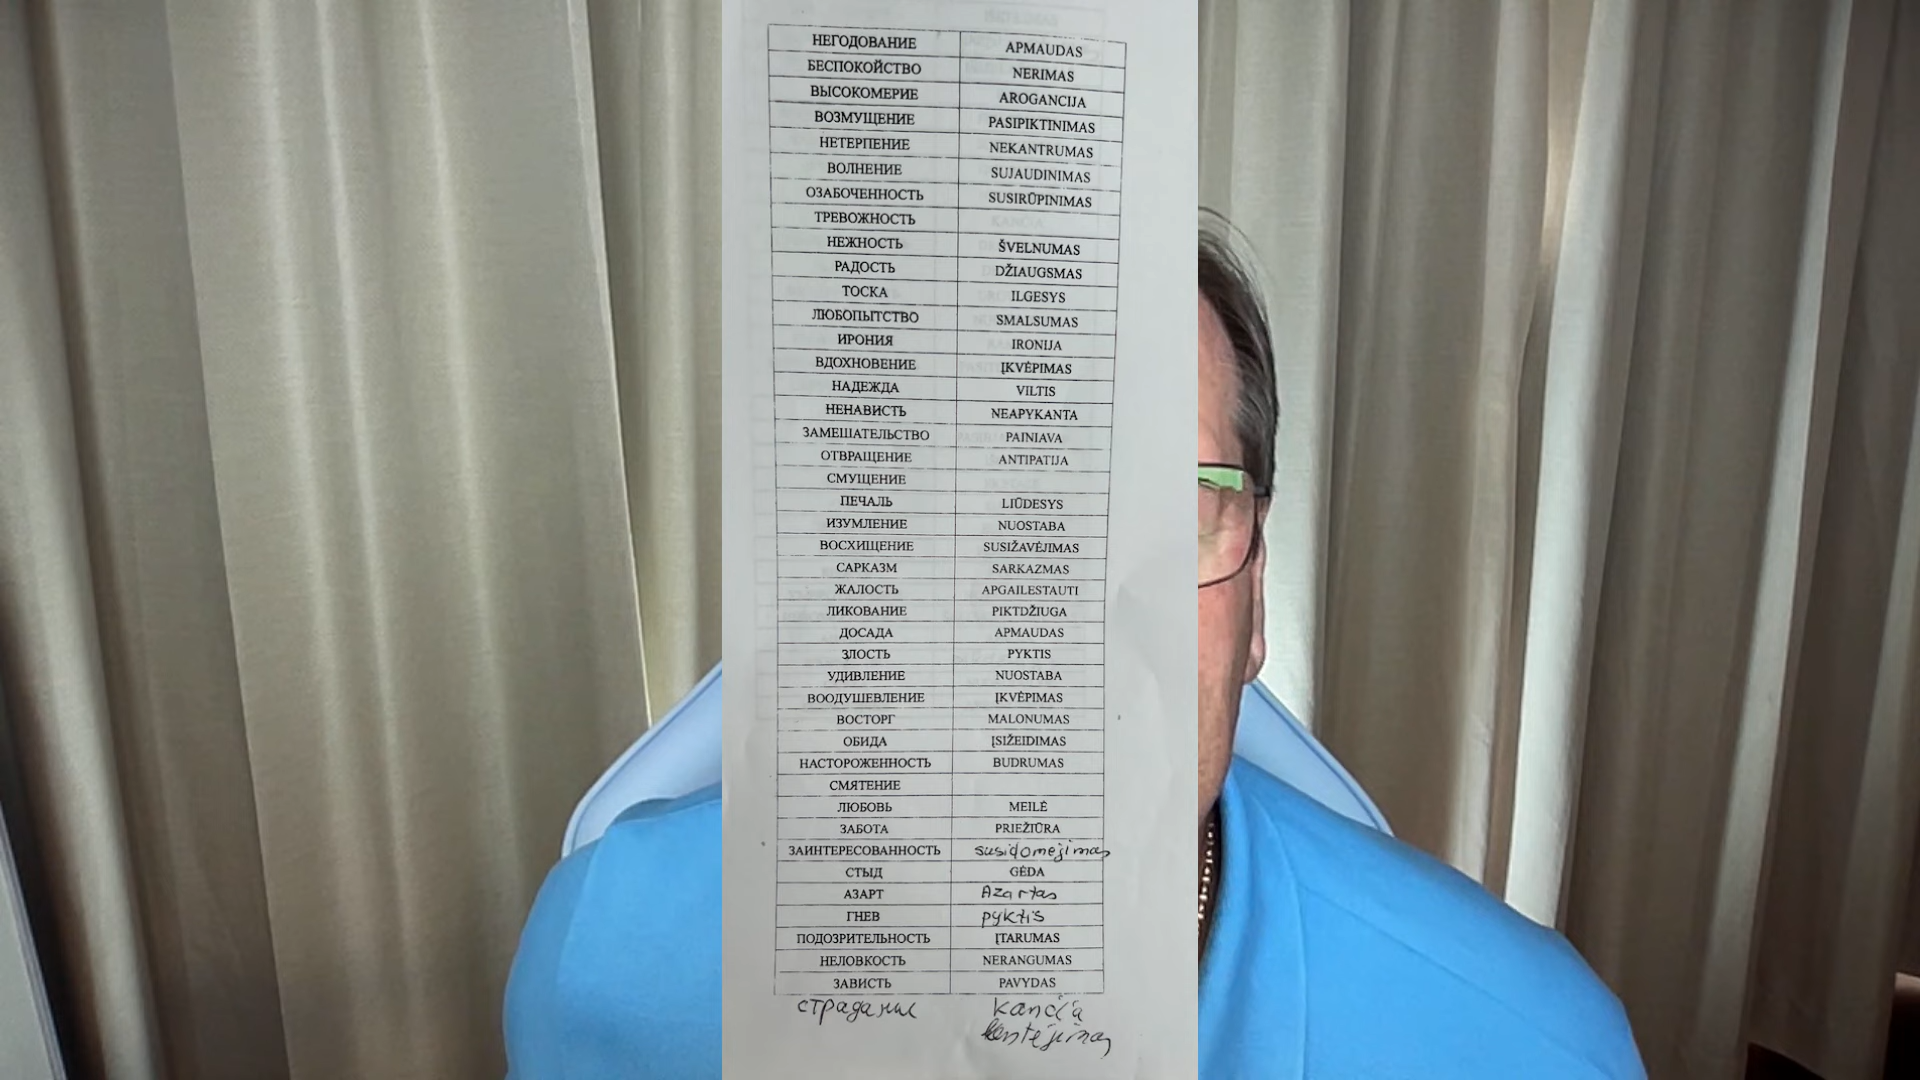 НЕГОДОВАНИЕ APMAUDAS
БЕСПОКОЙСТВО NERIMAS
ВЫСОКОМЕРИЕ AROGANCIJA
ВОЗМУЩЕНИЕ PASIPIKTINIMAS
НЕТЕРПЕНИЕ NEKANTRUMAS
ВОЛНЕНИЕ SUJAUDINIMAS
ОЗАБОЧЕННОСТЬ SUSIRŪPINIMAS
ТРЕВОЖНОСТЬ
НЕЖНОСТЬ ŠVELNUMAS
РАДОСТЬ DŽIAUGSMAS
ТОСКА ILGESYS
ЛЮБОПЫТСТВО SMALSUMAS
ИРОНИЯ IRONIJA
ВДОХНОВЕНИЕ ĮKVĖPIMAS
НАДЕЖДА VILTIS
НЕНАВИСТЬ NEAPYKANTA
ЗАМЕШАТЕЛЬСТВО PAINIAVA
ОТВРАЩЕНИЕ ANTIPATIJA
СМУЩЕНИЕ
ПЕЧАЛЬ LIŪDESYS
ИЗУМЛЕНИЕ NUOSTABA
ВОСХИЩЕНИЕ SUSIŽAVĖJIMAS
САРКАЗМ SARKAZMAS
ЖАЛОСТЬ APGAILESTAUTI
ЛИКОВАНИЕ PIKTDŽIUGA
ДОСАДА APMAUDAS
ЗЛОСТЬ PYKTIS
УДИВЛЕНИЕ NUOSTABA
ВООДУШЕВЛЕНИЕ ĮKVĖPIMAS
ВОСТОРГ MALONUMAS
ОБИДА ĮSIŽEIDIMAS
НАСТОРОЖЕННОСТЬ BUDRUMAS
СМЯТЕНИЕ
ЛЮБОВЬ MEILĖ
ЗАБОТА PRIEŽIŪRA
ЗАИНТЕРЕСОВАННОСТЬ susidomėjimas
СТЫД GĖDA
АЗАРТ Azartas
ГНЕВ pyktis
ПОДОЗРИТЕЛЬНОСТЬ ĮTARUMAS
НЕЛОВКОСТЬ NERANGUMAS
ЗАВИСТЬ PAVYDAS
страдание kančia